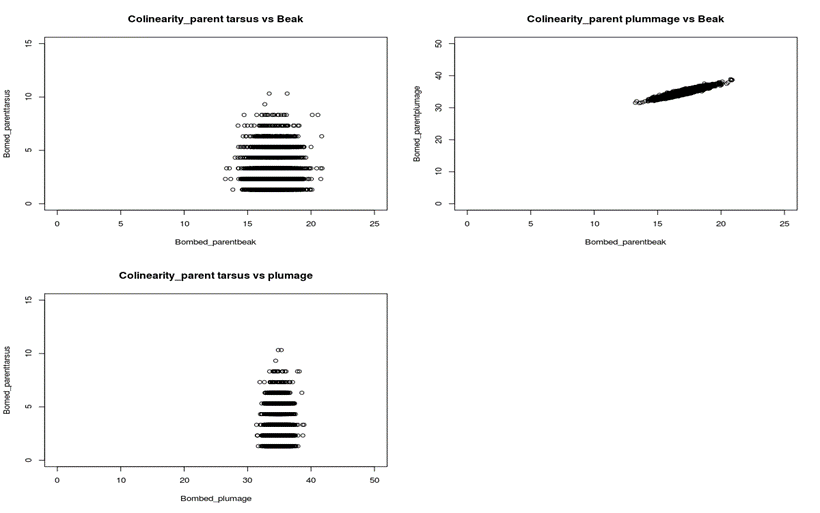 Colinearity_parent tarsus vs Beak
15
10
5
0
Bomed_parenttarsus
0 5 10 15 20 25
Bombed_parentbeak
Colinearity_parent plummage vs Beak
50
40
30
20
10
0
Bomed_parentplumage
0 5 10 15 20 25
Bombed_parentbeak
Colinearity_parent tarsus vs plumage
15
10
5
0
Bomed_parenttarsus
0 10 20 30 40 50
Bombed_plumage